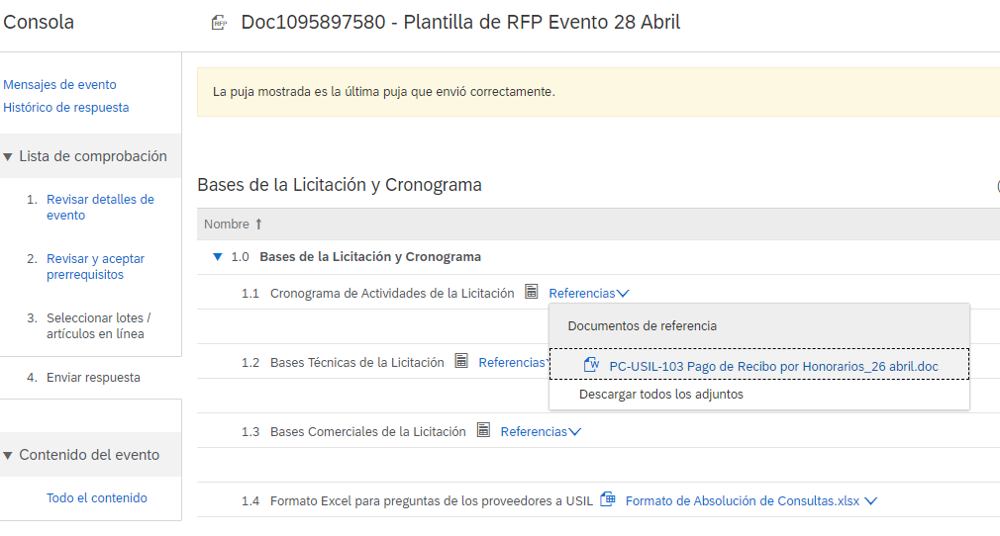 Consola
RFP Doc1095897580 - Plantilla de RFP Evento 28 Abril
Mensajes de evento
Histórico de respuesta
Lista de comprobación
1. Revisar detalles de
evento
2. Revisar y aceptar
prerrequisitos
3. Seleccionar lotes /
artículos en línea
4. Enviar respuesta
Contenido del evento
Todo el contenido
La puja mostrada es la última puja que envió correctamente.
Bases de la Licitación y Cronograma
(
Nombre ↑
1.0 Bases de la Licitación y Cronograma
1.1 Cronograma de Actividades de la Licitación Referencias
Documentos de referencia
W PC-USIL-103 Pago de Recibo por Honorarios_26 abril.doc
Descargar todos los adjuntos
1.2 Bases Técnicas de la Licitación Referencias
1.3 Bases Comerciales de la Licitación Referencias
1.4 Formato Excel para preguntas de los proveedores a USIL Formato de Absolución de Consultas.xlsx